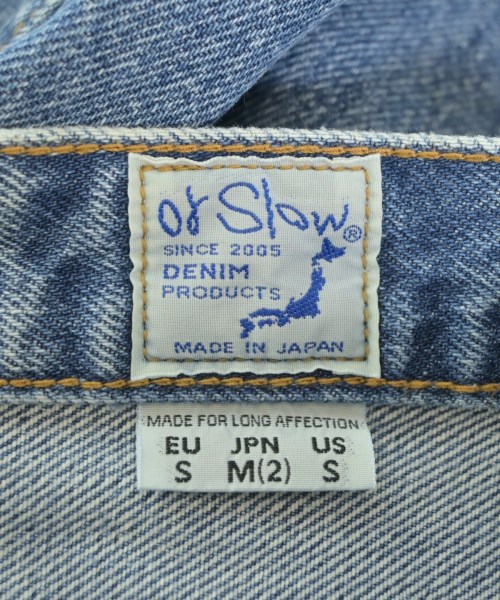 or Slow®
SINCE 2005
DENIM
PRODUCTS
MADE IN JAPAN
MADE FOR LONG AFFECTION
EU JPN US
S M(2) S